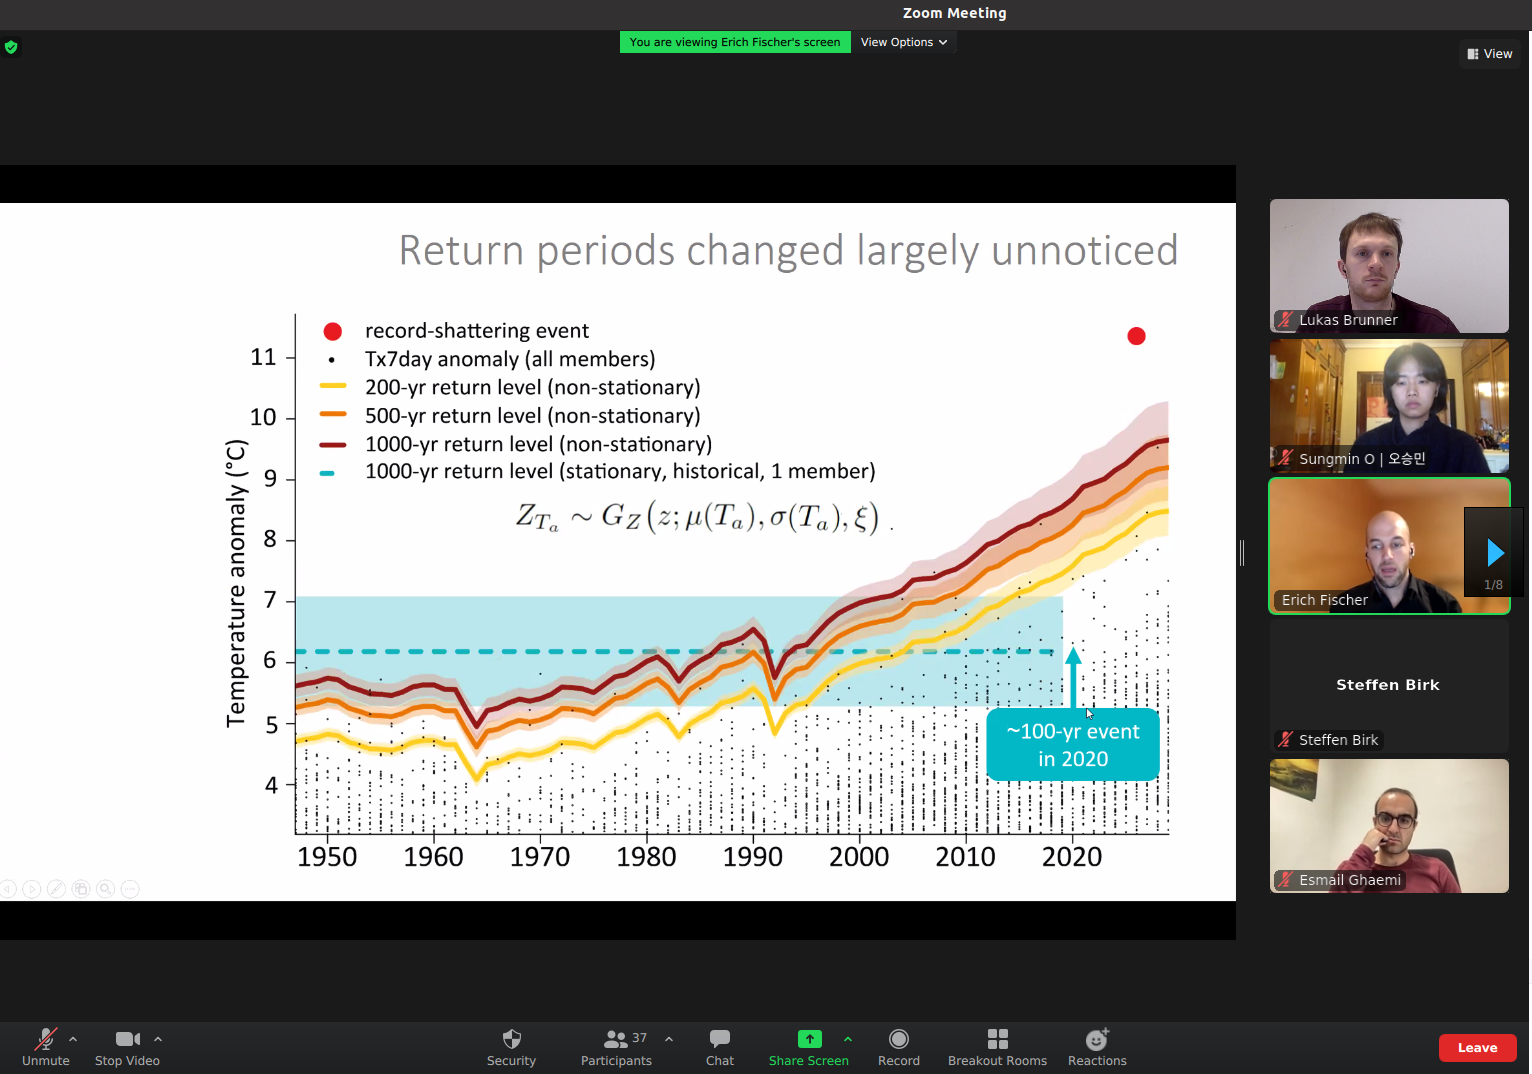 Zoom Meeting
You are viewing Erich Fischer's screen
View Options
View
Return periods changed largely unnoticed
record-shattering event
Tx7day anomaly (all members)
200-yr return level (non-stationary)
500-yr return level (non-stationary)
1000-yr return level (non-stationary)
1000-yr return level (stationary, historical, 1 member)
Z_{T_a} ∼ G_Z(z; μ(T_a), σ(T_a), ξ) .
Temperature anomaly (°C)
11
10
9
8
7
6
5
4
~100-yr event
in 2020
1950 1960 1970 1980 1990 2000 2010 2020
Lukas Brunner
Sungmin O | 오승민
Erich Fischer
1/8
Steffen Birk
Steffen Birk
Esmail Ghaemi
Unmute
Stop Video
Security
Participants
37
Chat
Share Screen
Record
Breakout Rooms
Reactions
Leave